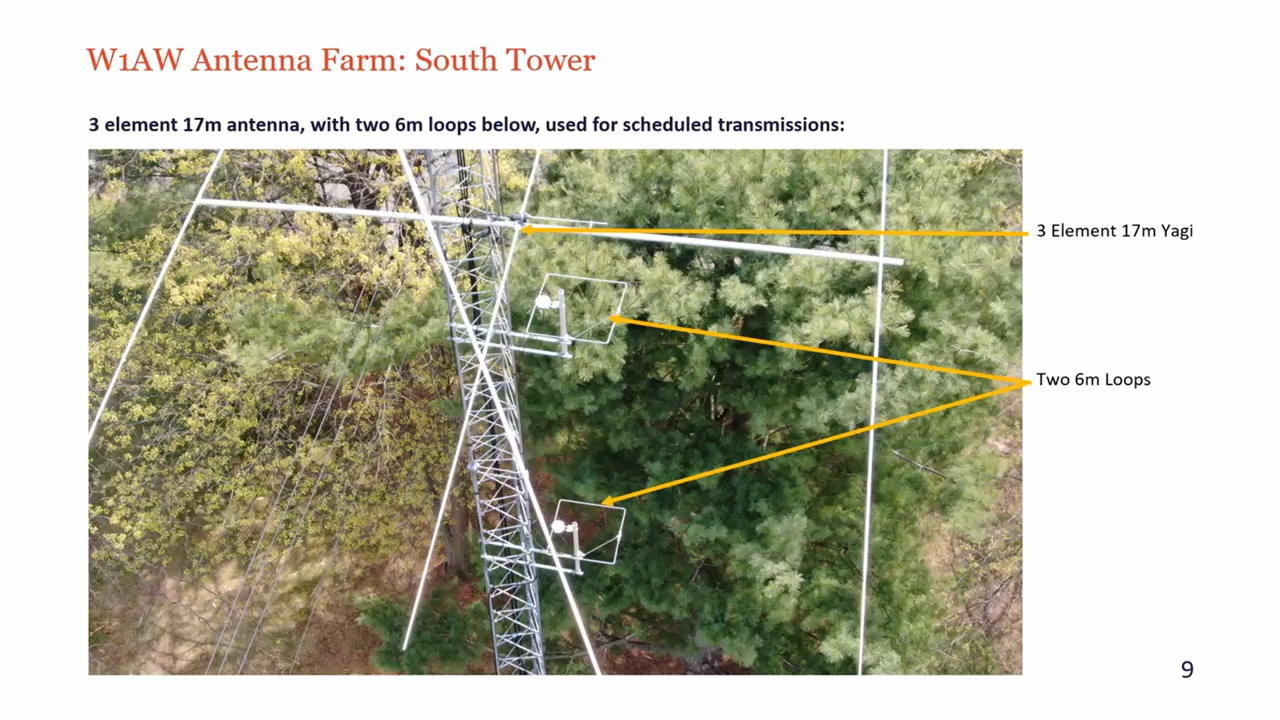 W1AW Antenna Farm: South Tower
3 element 17m antenna, with two 6m loops below, used for scheduled transmissions:
3 Element 17m Yagi
Two 6m Loops
9